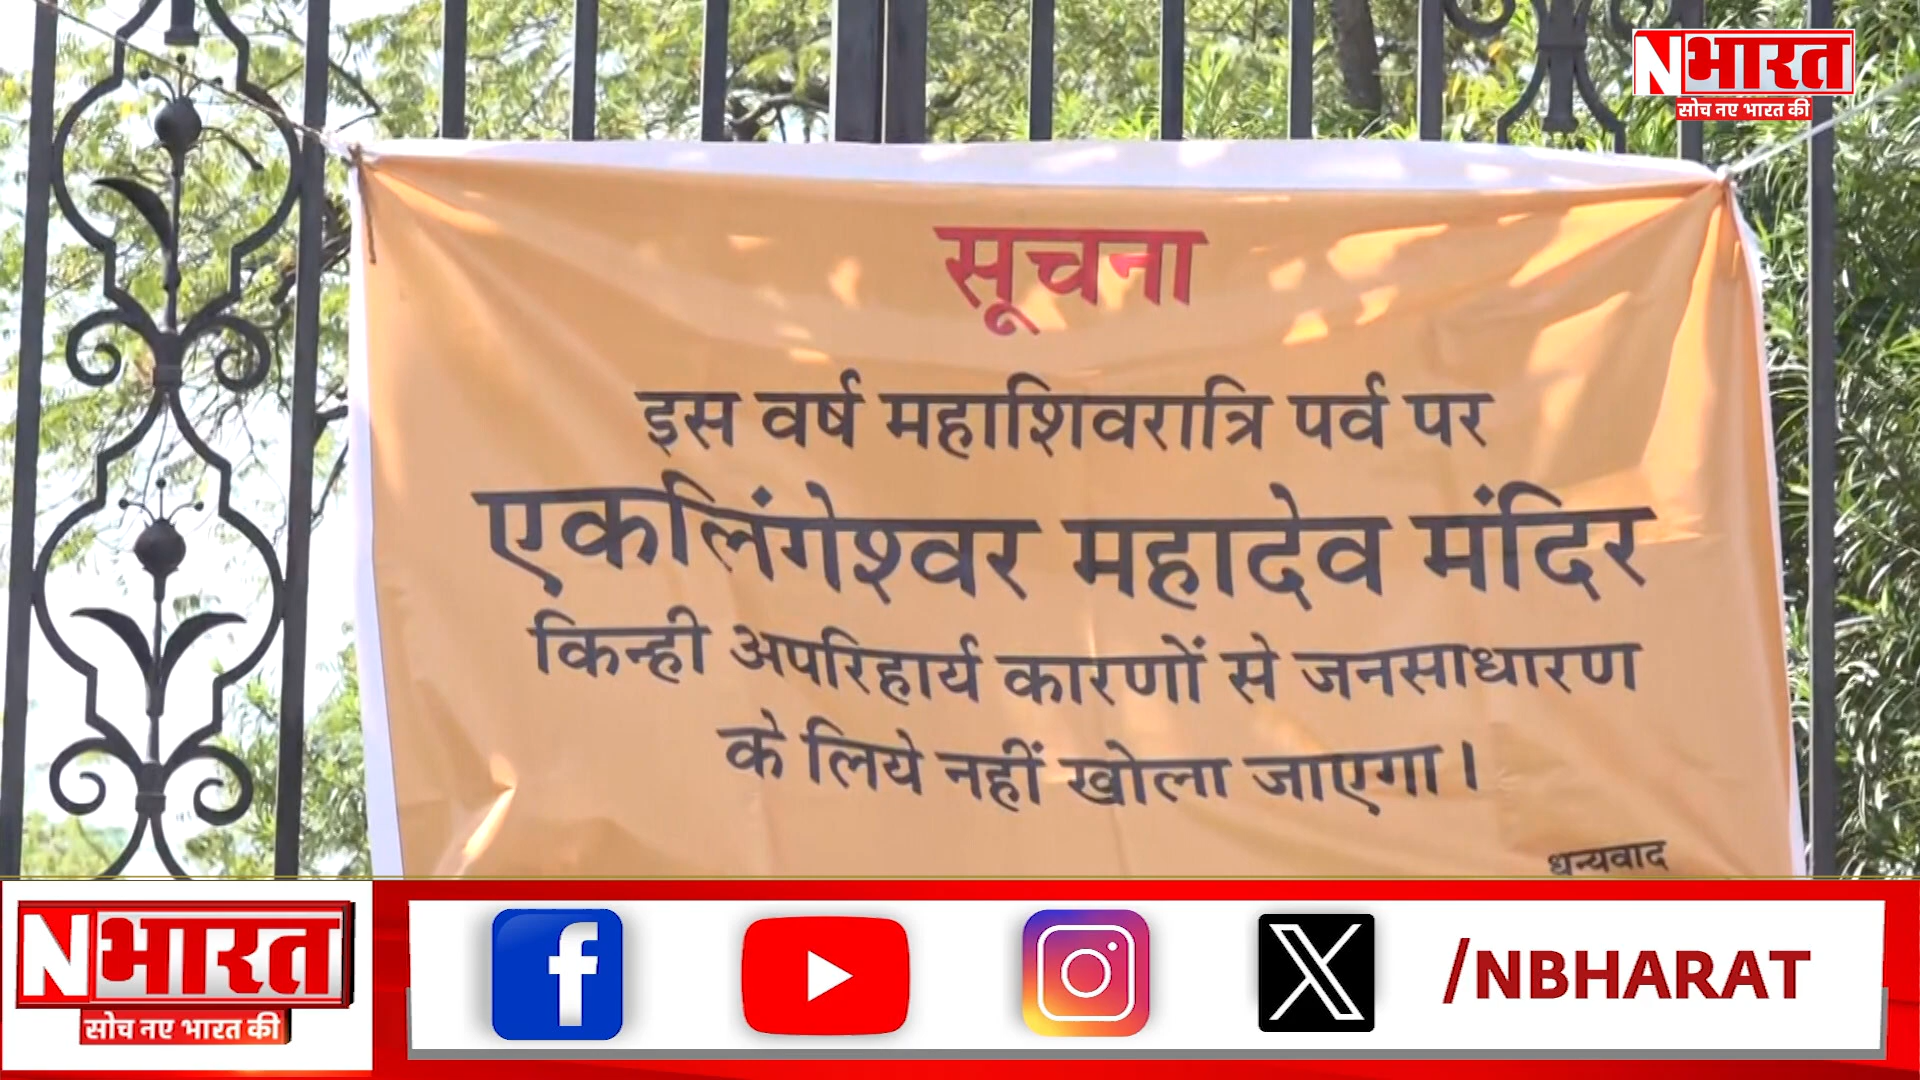 Nभारत
सोच नए भारत की
सूचना
इस वर्ष महाशिवरात्रि पर्व पर
एकलिंगेश्वर महादेव मंदिर
किन्ही अपरिहार्य कारणों से जनसाधारण
के लिये नहीं खोला जाएगा।
धन्यवाद
Nभारत
सोच नए भारत की
/NBHARAT